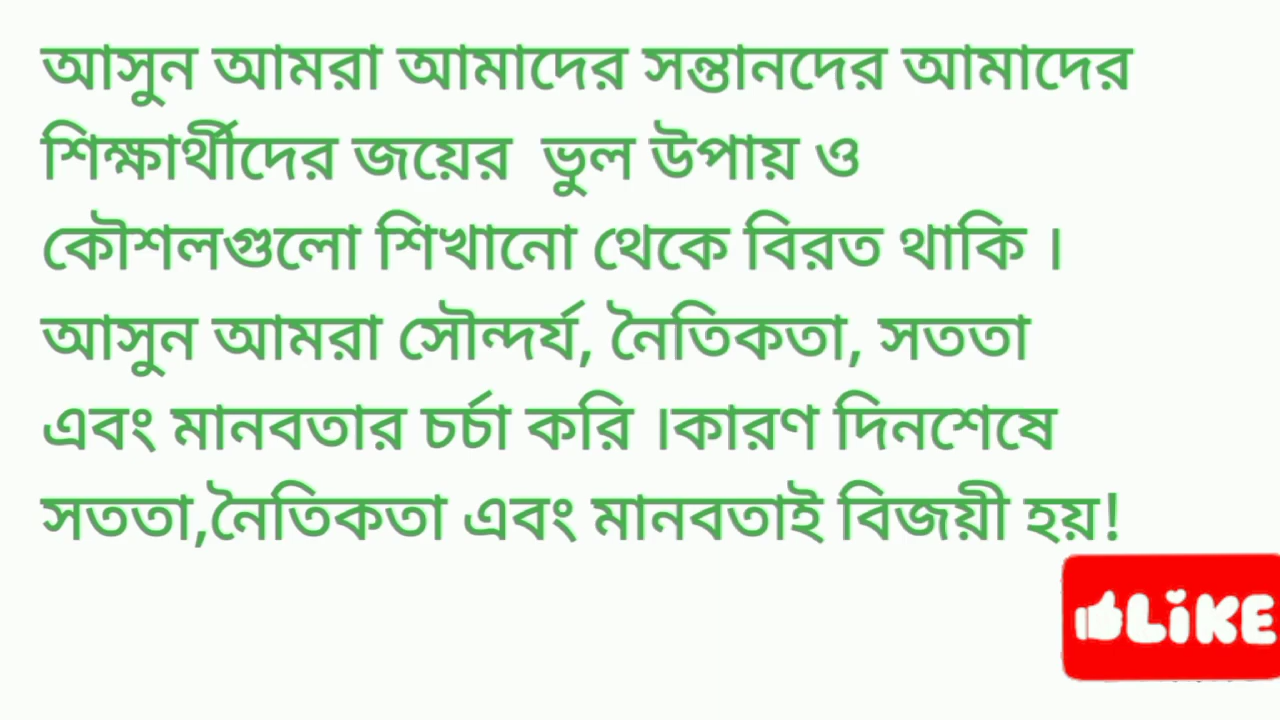 আসুন আমরা আমাদের সন্তানদের আমাদের
শিক্ষার্থীদের জয়ের ভুল উপায় ও
কৌশলগুলো শিখানো থেকে বিরত থাকি ।
আসুন আমরা সৌন্দর্য, নৈতিকতা, সততা
এবং মানবতার চর্চা করি ।কারণ দিনশেষে
সততা,নৈতিকতা এবং মানবতাই বিজয়ী হয়!
LiKE